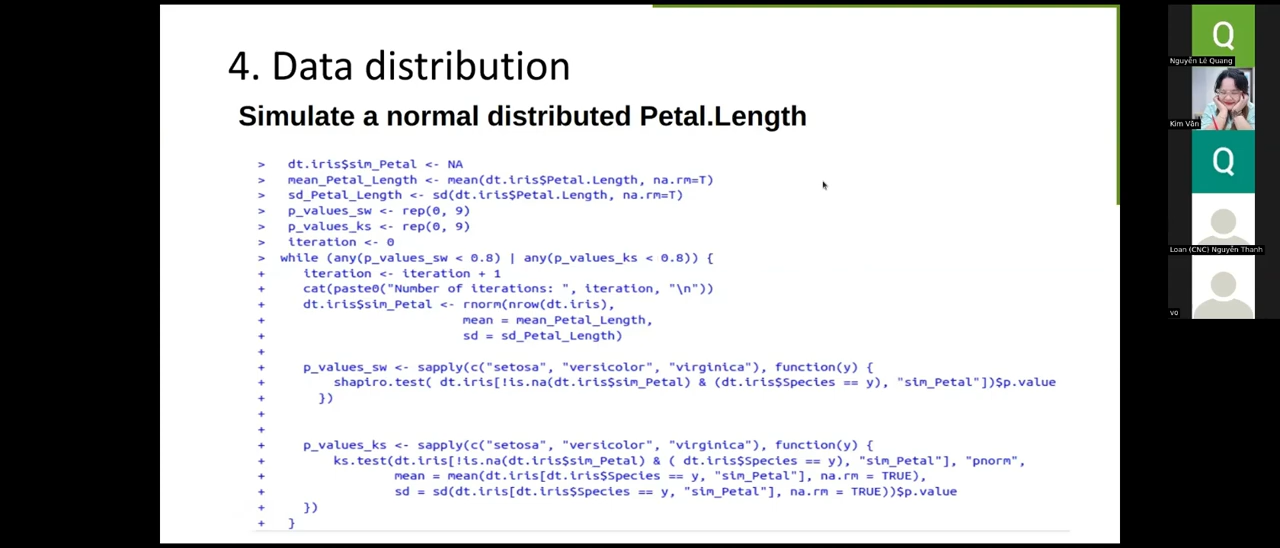 4. Data distribution
Simulate a normal distributed Petal.Length
> dt.iris$sim_Petal <- NA
> mean_Petal_Length <- mean(dt.iris$Petal.Length, na.rm=T)
> sd_Petal_Length <- sd(dt.iris$Petal.Length, na.rm=T)
> p_values_sw <- rep(0, 9)
> p_values_ks <- rep(0, 9)
> iteration <- 0
> while (any(p_values_sw < 0.8) | any(p_values_ks < 0.8)) {
+ iteration <- iteration + 1
+ cat(paste0("Number of iterations: ", iteration, "\n"))
+ dt.iris$sim_Petal <- rnorm(nrow(dt.iris),
+ mean = mean_Petal_Length,
+ sd = sd_Petal_Length)
+
+ p_values_sw <- sapply(c("setosa", "versicolor", "virginica"), function(y) {
+ shapiro.test( dt.iris[!is.na(dt.iris$sim_Petal) & (dt.iris$Species == y), "sim_Petal"])$p.value
+ })
+
+
+ p_values_ks <- sapply(c("setosa", "versicolor", "virginica"), function(y) {
+ ks.test(dt.iris[!is.na(dt.iris$sim_Petal) & ( dt.iris$Species == y), "sim_Petal"], "pnorm",
+ mean = mean(dt.iris[dt.iris$Species == y, "sim_Petal"], na.rm = TRUE),
+ sd = sd(dt.iris[dt.iris$Species == y, "sim_Petal"], na.rm = TRUE))$p.value
+ })
+ }
Q
Nguyễn Lê Quang
Kim Vân
Q
Loan (CNC) Nguyễn Thanh
vo